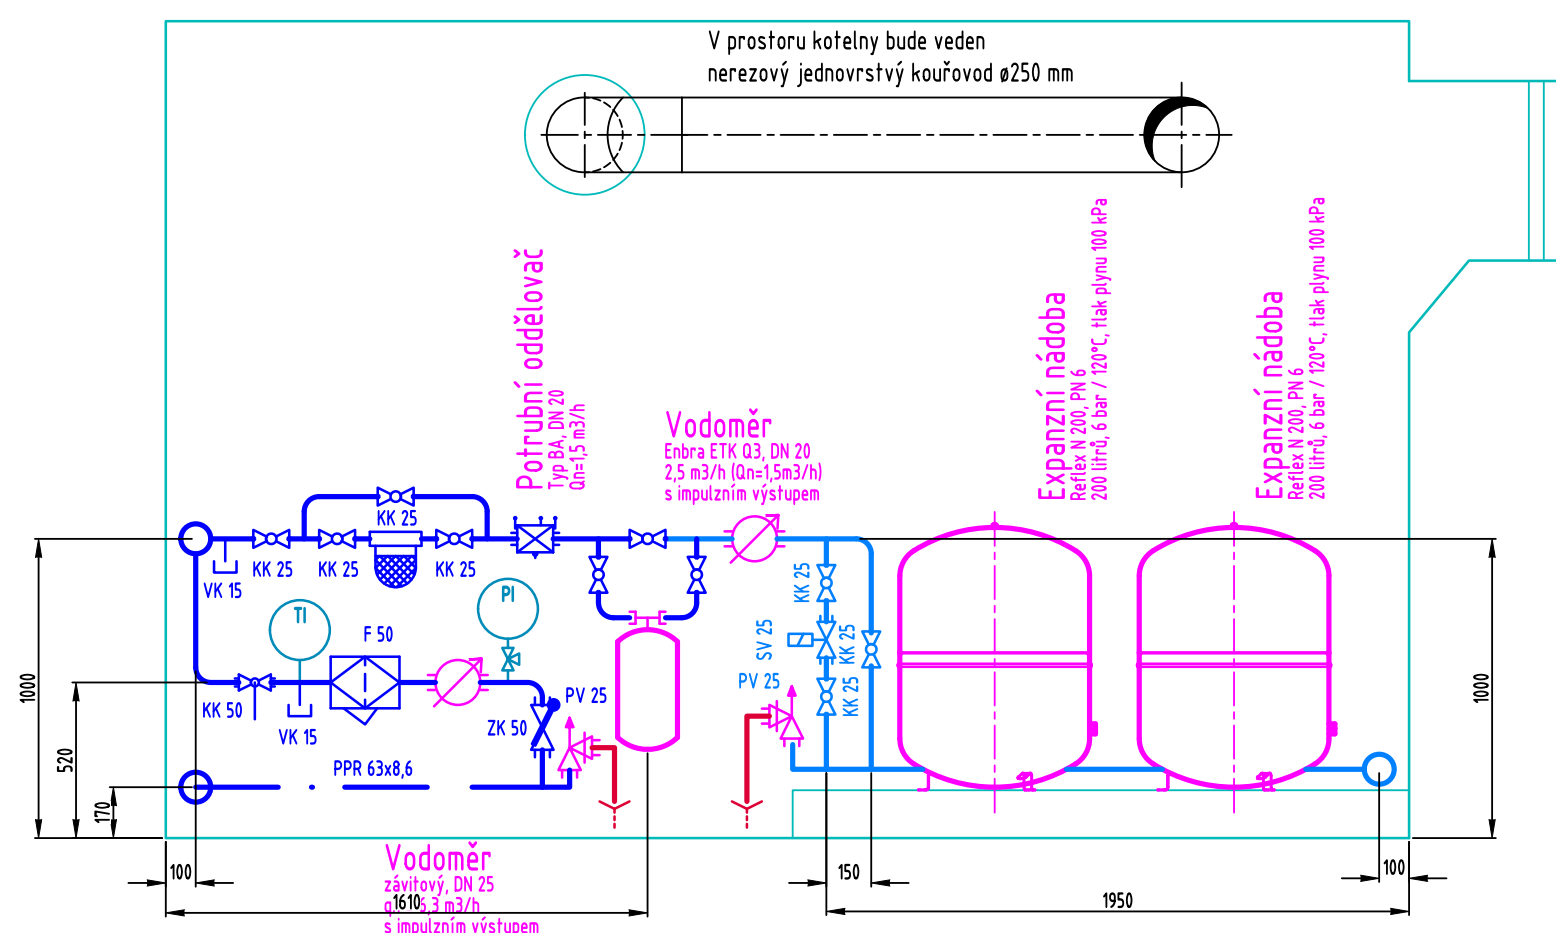 V prostoru kotelny bude veden
nerezový jednovrstvý kouřovod ø250 mm
Potrubní oddělovač
Typ BA, DN 20
Qn=1,5 m3/h
Vodoměr
Enbra ETK Q3, DN 20
2,5 m3/h (Qn=1,5m3/h)
s impulzním výstupem
Expanzní nádoba
Reflex N 200, PN 6
200 litrů, 6 bar / 120°C, tlak plynu 100 kPa
Expanzní nádoba
Reflex N 200, PN 6
200 litrů, 6 bar / 120°C, tlak plynu 100 kPa
KK 25
KK 25
KK 25
KK 25
VK 15
TI
PI
F 50
KK 50
VK 15
ZK 50
PV 25
PPR 63x8,6
KK 25
SV 25
KK 25
PV 25
KK 25
1000
520
170
1000
100
150
100
1610
1950
Vodoměr
závitový, DN 25
6,3 m3/h
s impulzním výstupem